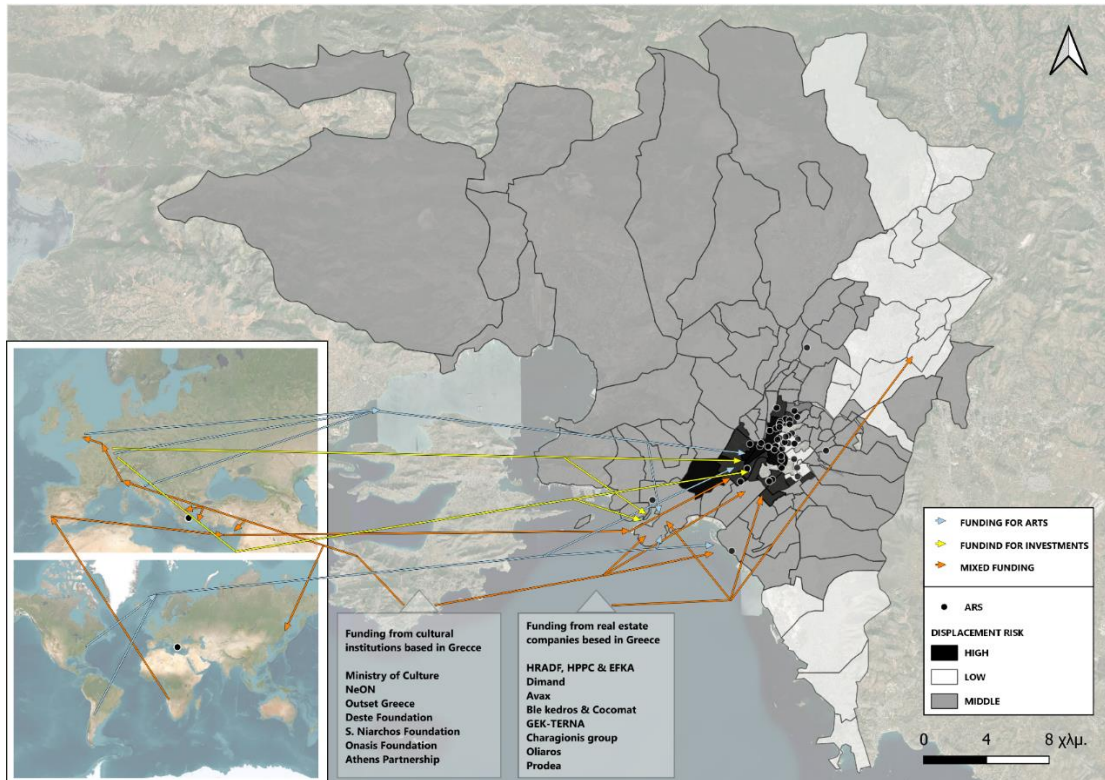 Funding from cultural
institutions based in Grecce
Ministry of Culture
NeON
Outset Greece
Deste Foundation
S. Niarchos Foundation
Onasis Foundation
Athens Partnership
Funding from real estate
companies besed in Greece
HRADF, HPPC & EFKA
Dimand
Avax
Ble kedros & Cocomat
GEK-TERNA
Charagionis group
Oliaros
Prodea
FUNDING FOR ARTS
FUNDIND FOR INVESTMENTS
MIXED FUNDING
ARS
DISPLACEMENT RISK
HIGH
LOW
MIDDLE
0 4 8 χλμ.